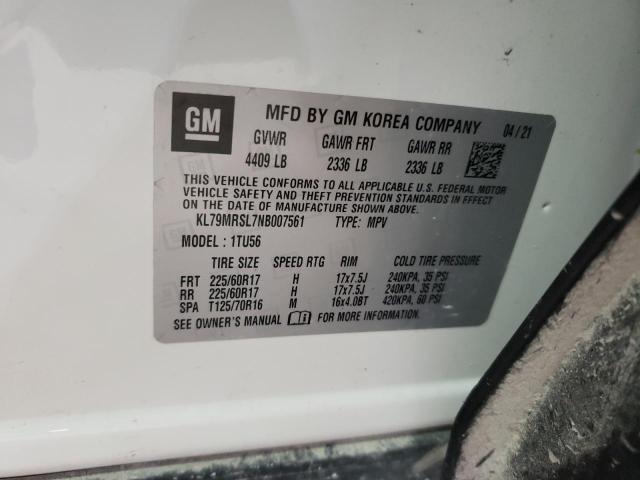 GM
MFD BY GM KOREA COMPANY 04/21
GVWR GAWR FRT GAWR RR
4409 LB 2336 LB 2336 LB
THIS VEHICLE CONFORMS TO ALL APPLICABLE U.S. FEDERAL MOTOR
VEHICLE SAFETY AND THEFT PREVENTION STANDARDS IN EFFECT
ON THE DATE OF MANUFACTURE SHOWN ABOVE.
KL79MRSL7NB007561 TYPE: MPV
MODEL : 1TU56
TIRE SIZE SPEED RTG RIM COLD TIRE PRESSURE
FRT 225/60R17 H 17x7.5J 240KPA, 35 PSI
RR 225/60R17 H 17x7.5J 240KPA, 35 PSI
SPA T125/70R16 M 16x4.0BT 420KPA, 60 PSI
SEE OWNER'S MANUAL FOR MORE INFORMATION.